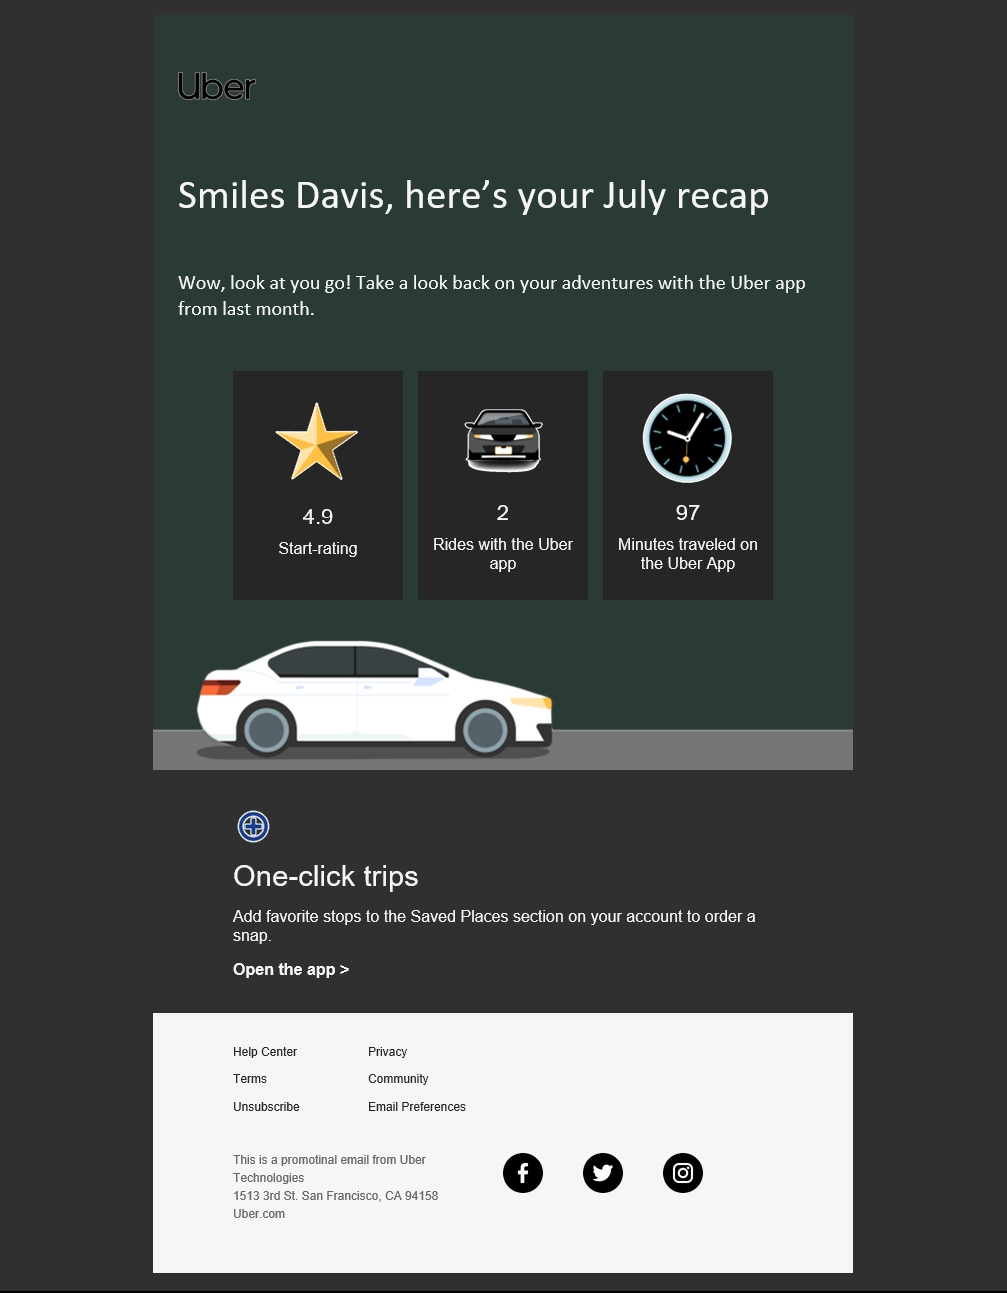 Uber
Smiles Davis, here’s your July recap
Wow, look at you go! Take a look back on your adventures with the Uber app
from last month.
4.9
Start-rating
2
Rides with the Uber
app
97
Minutes traveled on
the Uber App
One-click trips
Add favorite stops to the Saved Places section on your account to order a
snap.
Open the app >
Help Center
Privacy
Terms
Community
Unsubscribe
Email Preferences
This is a promotinal email from Uber
Technologies
1513 3rd St. San Francisco, CA 94158
Uber.com